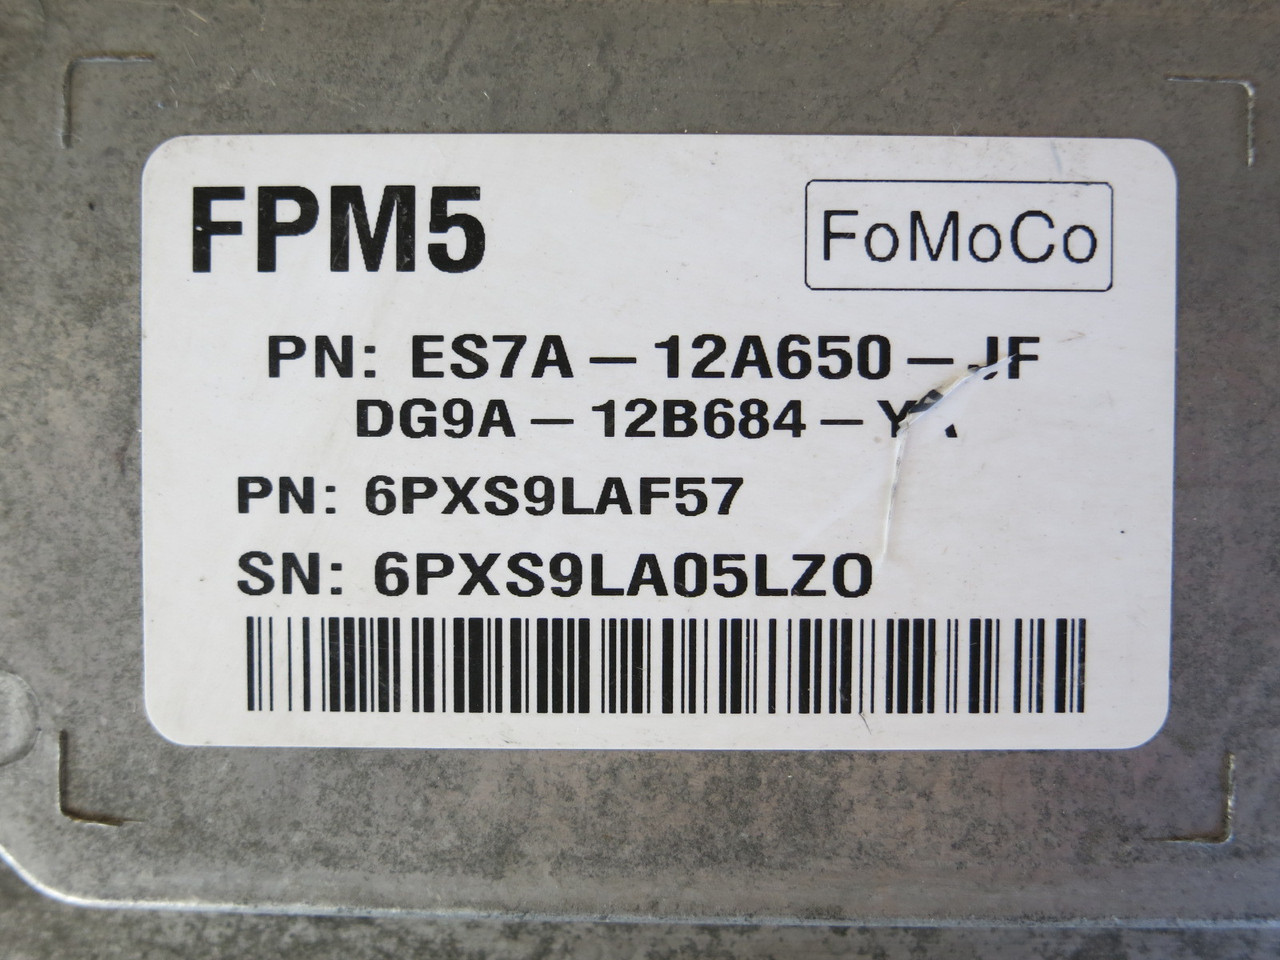 FPM5
FoMoCo
PN: ES7A-12A650-JF
DG9A-12B684-
PN: 6PXS9LAF57
SN: 6PXS9LA05LZ0